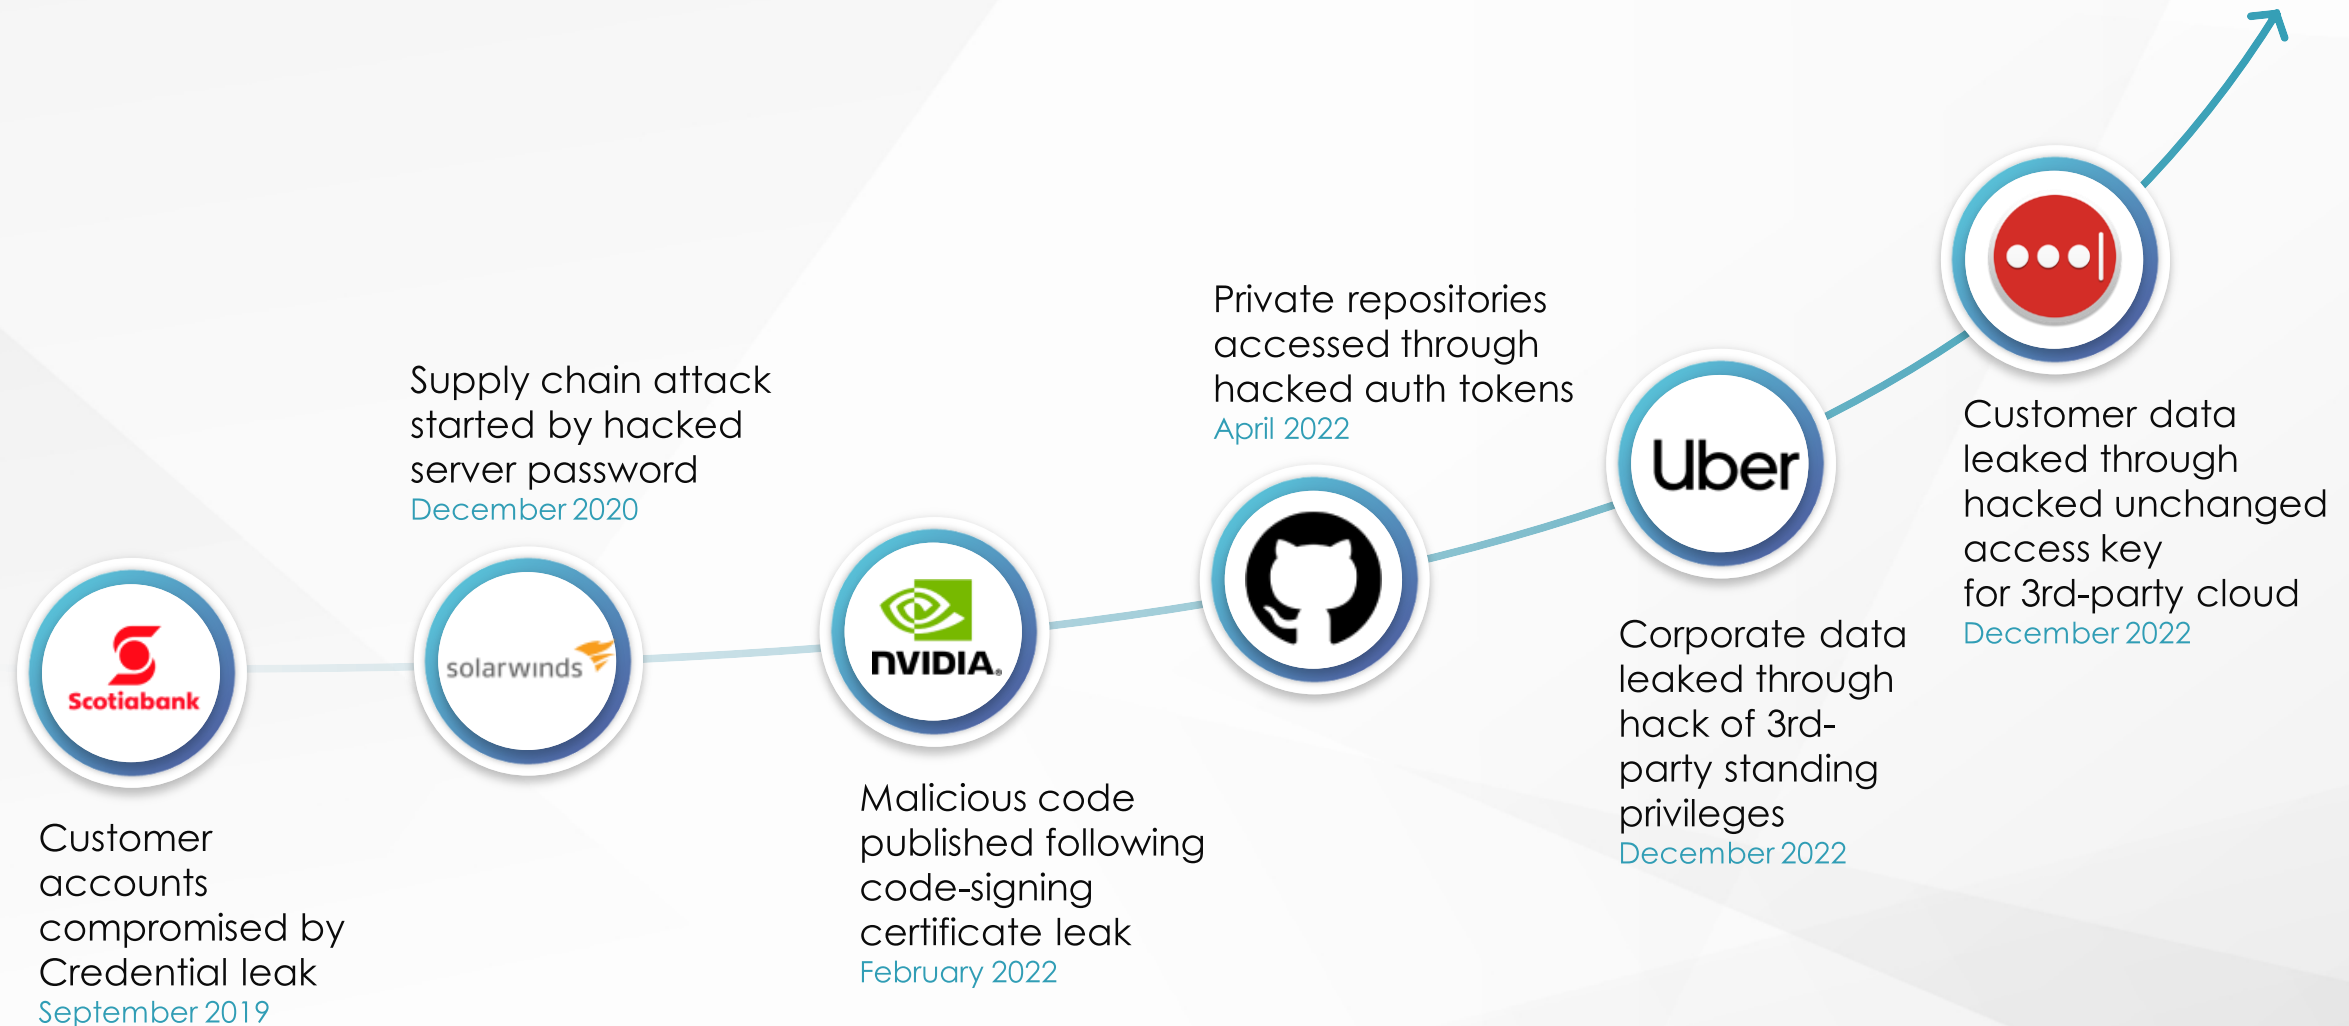 Scotiabank
Customer
accounts
compromised by
Credential leak
September 2019
Supply chain attack
started by hacked
server password
December 2020
solarwinds
nVIDIA.
Malicious code
published following
code-signing
certificate leak
February 2022
Private repositories
accessed through
hacked auth tokens
April 2022
Uber
Corporate data
leaked through
hack of 3rd-
party standing
privileges
December 2022
Customer data
leaked through
hacked unchanged
access key
for 3rd-party cloud
December 2022